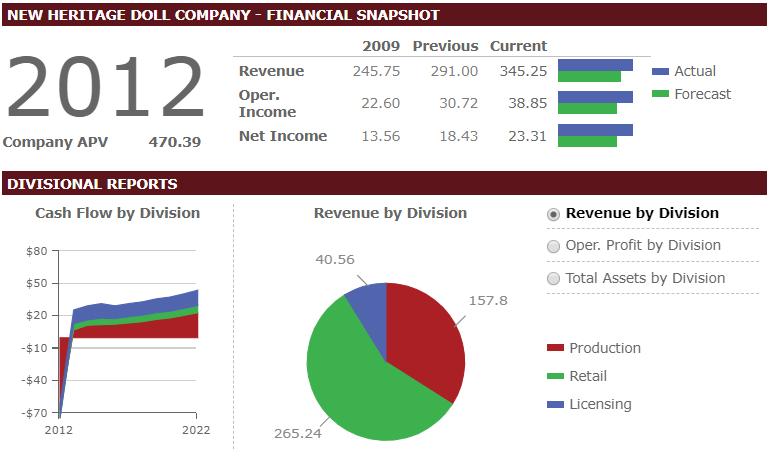 NEW HERITAGE DOLL COMPANY - FINANCIAL SNAPSHOT
2012
Company APV 470.39
2009 Previous Current
Revenue 245.75 291.00 345.25
Oper. Income 22.60 30.72 38.85
Net Income 13.56 18.43 23.31
Actual
Forecast
DIVISIONAL REPORTS
Cash Flow by Division
$80
$50
$20
-$10
-$40
-$70
2012 2022
Revenue by Division
40.56
157.8
265.24
Revenue by Division
Oper. Profit by Division
Total Assets by Division
Production
Retail
Licensing